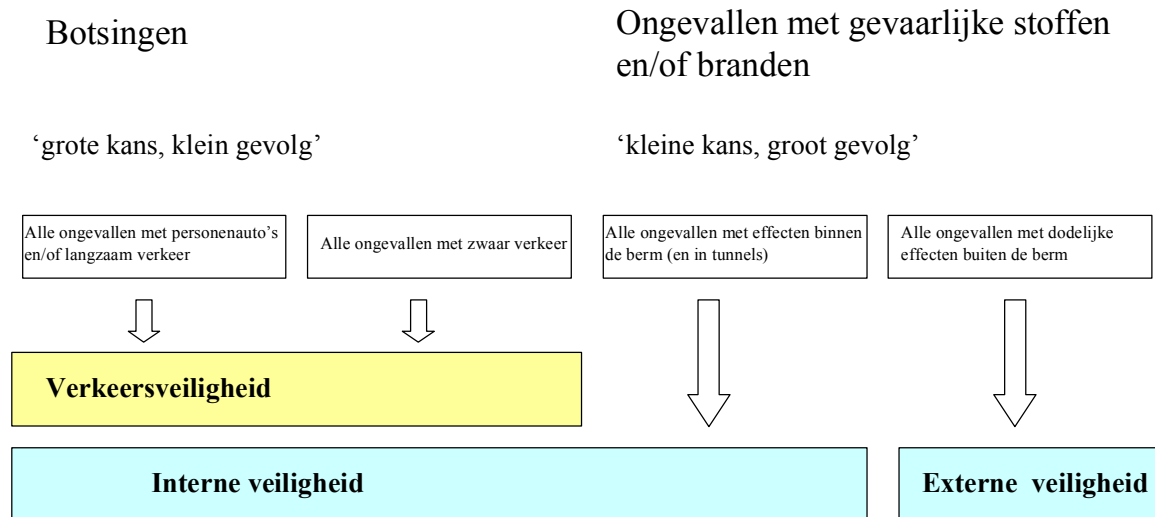 Botsingen
Ongevallen met gevaarlijke stoffen
en/of branden
‘grote kans, klein gevolg’
‘kleine kans, groot gevolg’
Alle ongevallen met personenauto’s
en/of langzaam verkeer
Alle ongevallen met zwaar verkeer
Alle ongevallen met effecten binnen
de berm (en in tunnels)
Alle ongevallen met dodelijke
effecten buiten de berm
Verkeersveiligheid
Interne veiligheid
Externe veiligheid